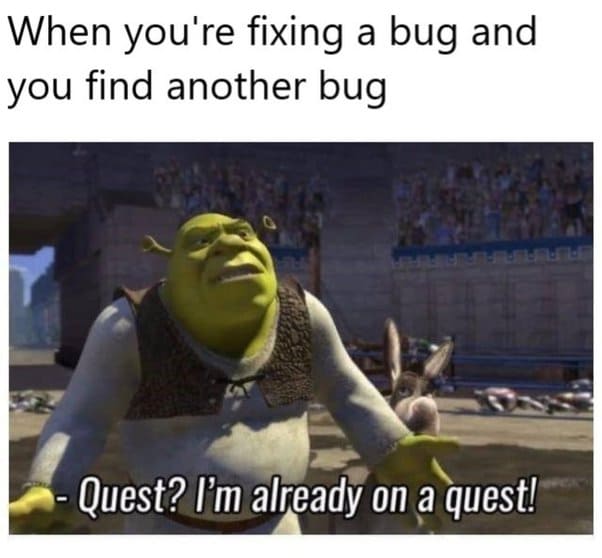 When you're fixing a bug and
you find another bug
- Quest? I'm already on a quest!